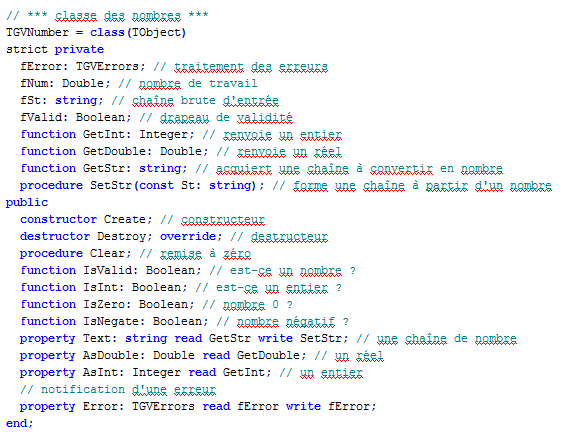 // *** classe des nombres ***
TGVNumber = class(TObject)
strict private
fError: TGVErrors; // traitement des erreurs
fNum: Double; // nombre de travail
fSt: string; // chaîne brute d'entrée
fValid: Boolean; // drapeau de validité
function GetInt: Integer; // renvoie un entier
function GetDouble: Double; // renvoie un réel
function GetStr: string; // acquiert une chaîne à convertir en nombre
procedure SetStr(const St: string); // forme une chaîne à partir d'un nombre
public
constructor Create; // constructeur
destructor Destroy; override; // destructeur
procedure Clear; // remise à zéro
function IsValid: Boolean; // est-ce un nombre ?
function IsInt: Boolean; // est-ce un entier ?
function IsZero: Boolean; // nombre 0 ?
function IsNegate: Boolean; // nombre négatif ?
property Text: string read GetStr write SetStr; // une chaîne de nombre
property AsDouble: Double read GetDouble; // un réel
property AsInt: Integer read GetInt; // un entier
// notification d'une erreur
property Error: TGVErrors read fError write fError;
end;